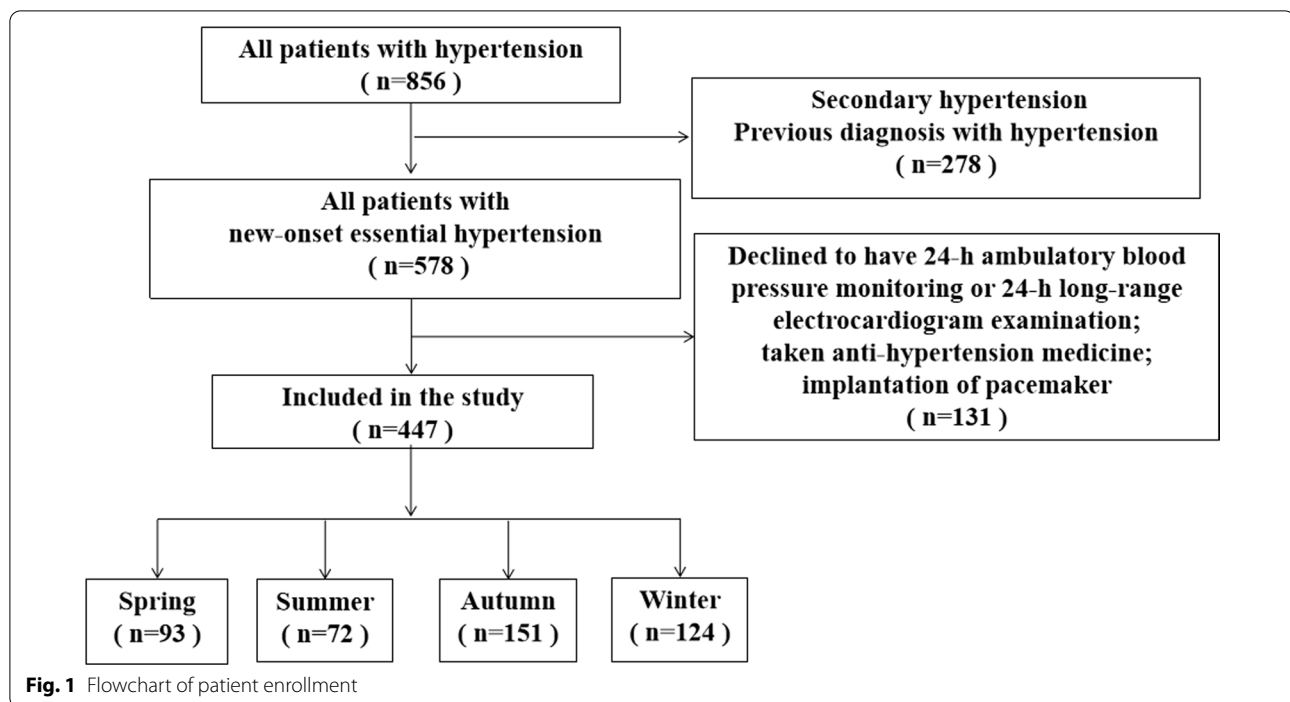 All patients with hypertension
( n=856 )
Secondary hypertension
Previous diagnosis with hypertension
( n=278 )
All patients with
new-onset essential hypertension
( n=578 )
Declined to have 24-h ambulatory blood
pressure monitoring or 24-h long-range
electrocardiogram examination;
taken anti-hypertension medicine;
implantation of pacemaker
( n=131 )
Included in the study
( n=447 )
Spring
( n=93 )
Summer
( n=72 )
Autumn
( n=151 )
Winter
( n=124 )
Fig. 1 Flowchart of patient enrollment